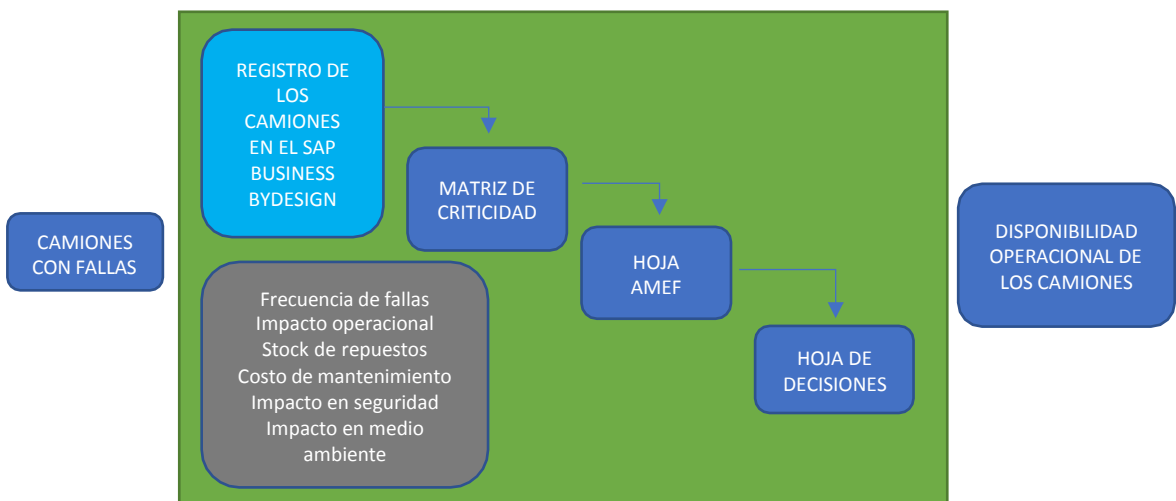 CAMIONES
CON FALLAS
REGISTRO DE
LOS
CAMIONES
EN EL SAP
BUSINESS
BYDESIGN
Frecuencia de fallas
Impacto operacional
Stock de repuestos
Costo de mantenimiento
Impacto en seguridad
Impacto en medio
ambiente
MATRIZ DE
CRITICIDAD
HOJA
AMEF
HOJA DE
DECISIONES
DISPONIBILIDAD
OPERACIONAL DE
LOS CAMIONES